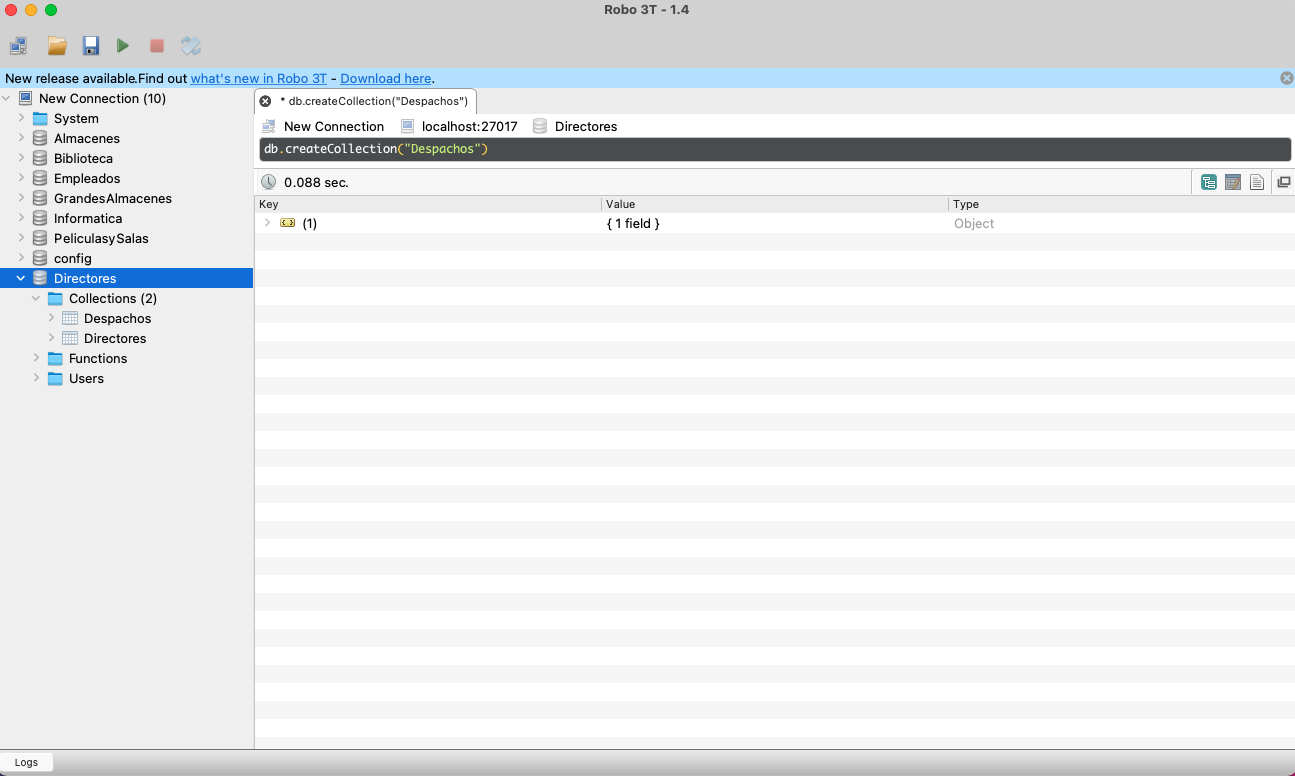 Robo 3T - 1.4
New release available.Find out what's new in Robo 3T - Download here.
New Connection (10)
System
Almacenes
Biblioteca
Empleados
GrandesAlmacenes
Informatica
PeliculasySalas
config
Directores
Collections (2)
Despachos
Directores
Functions
Users
* db.createCollection("Despachos")
New Connection localhost:27017 Directores
db.createCollection("Despachos")
0.088 sec.
Key Value Type
(1) { 1 field } Object
Logs